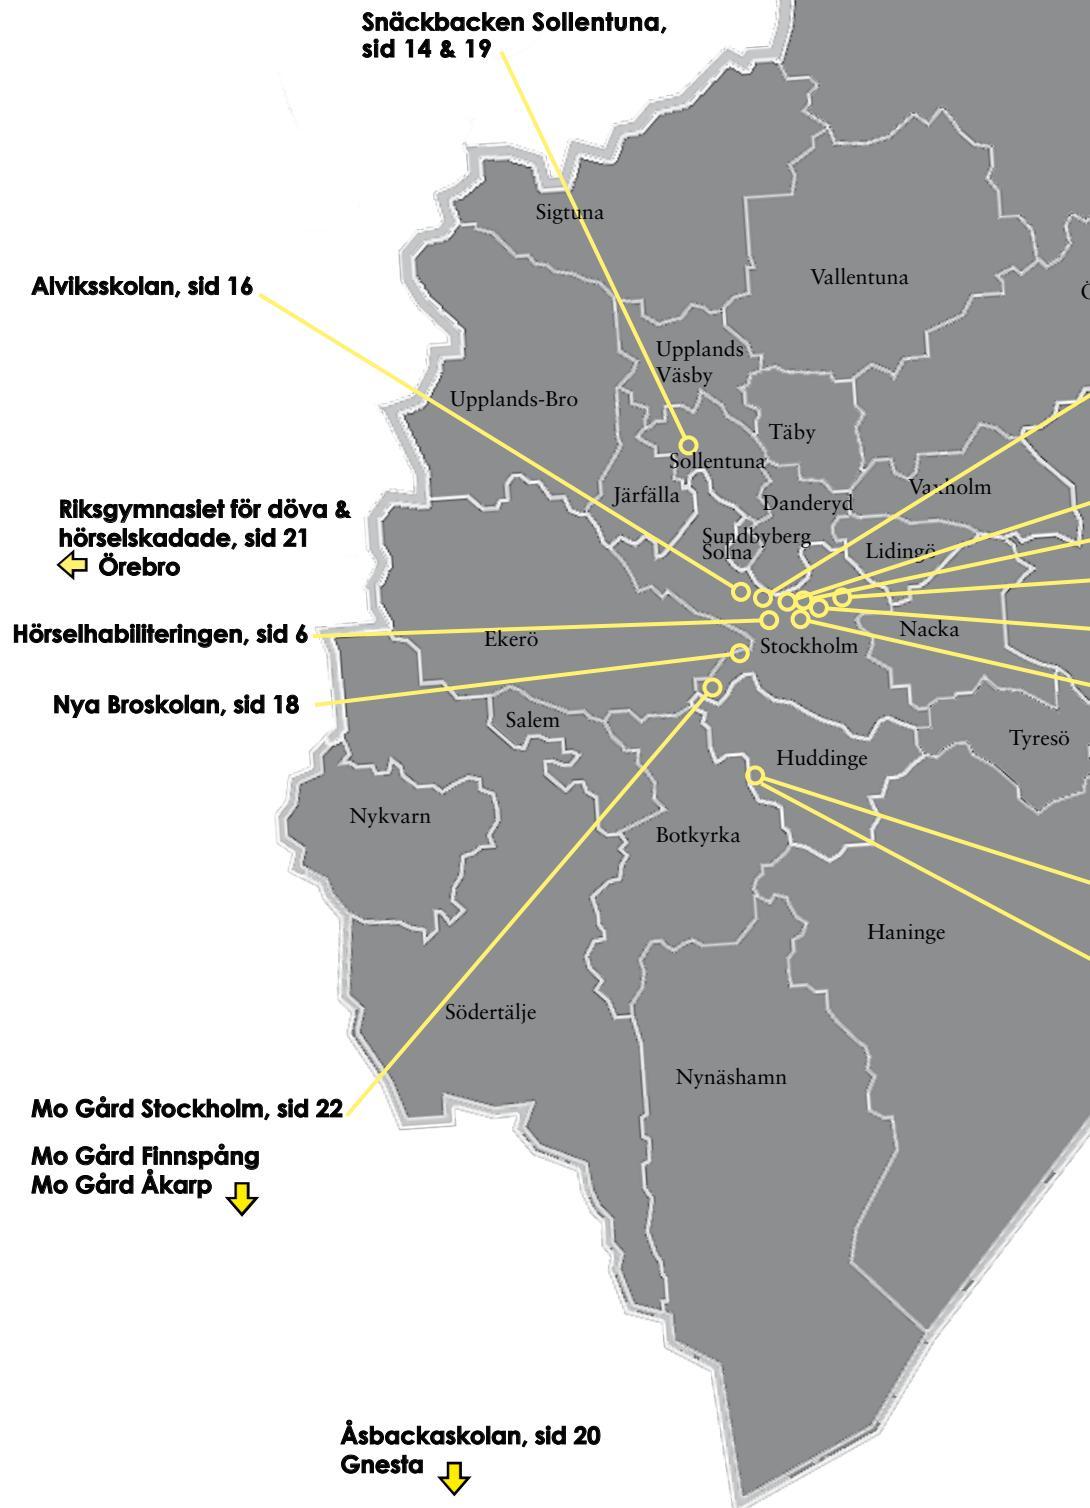 Snäckbacken Sollentuna,
sid 14 & 19
Sigtuna
Vallentuna
Alviksskolan, sid 16
Ö
Upplands
Väsby
Upplands-Bro
Täby
Sollentuna
Järfälla
Danderyd
Vaxholm
Riksgymnasiet för döva &
hörselskadade, sid 21
Örebro
Sundbyberg
Solna
Lidingö
Hörselhabiliteringen, sid 6
Ekerö
Nacka
Stockholm
Nya Broskolan, sid 18
Salem
Tyresö
Huddinge
Nykvarn
Botkyrka
Haninge
Södertälje
Nynäshamn
Mo Gård Stockholm, sid 22
Mo Gård Finnspång
Mo Gård Åkarp
Åsbackaskolan, sid 20
Gnesta